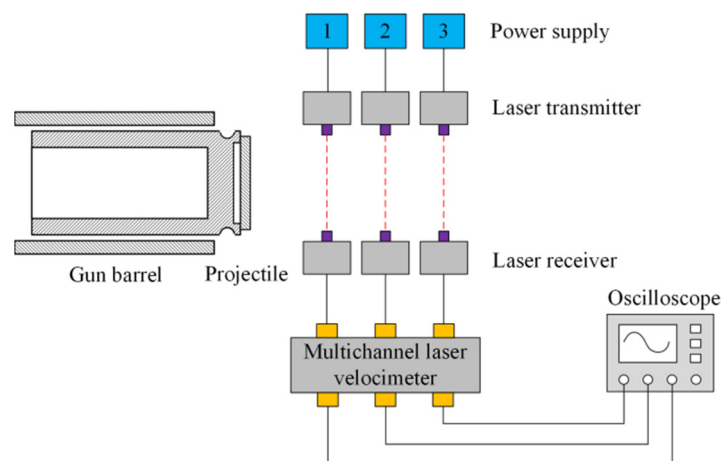 1 2 3 Power supply
Laser transmitter
Laser receiver
Gun barrel Projectile
Oscilloscope
Multichannel laser
velocimeter